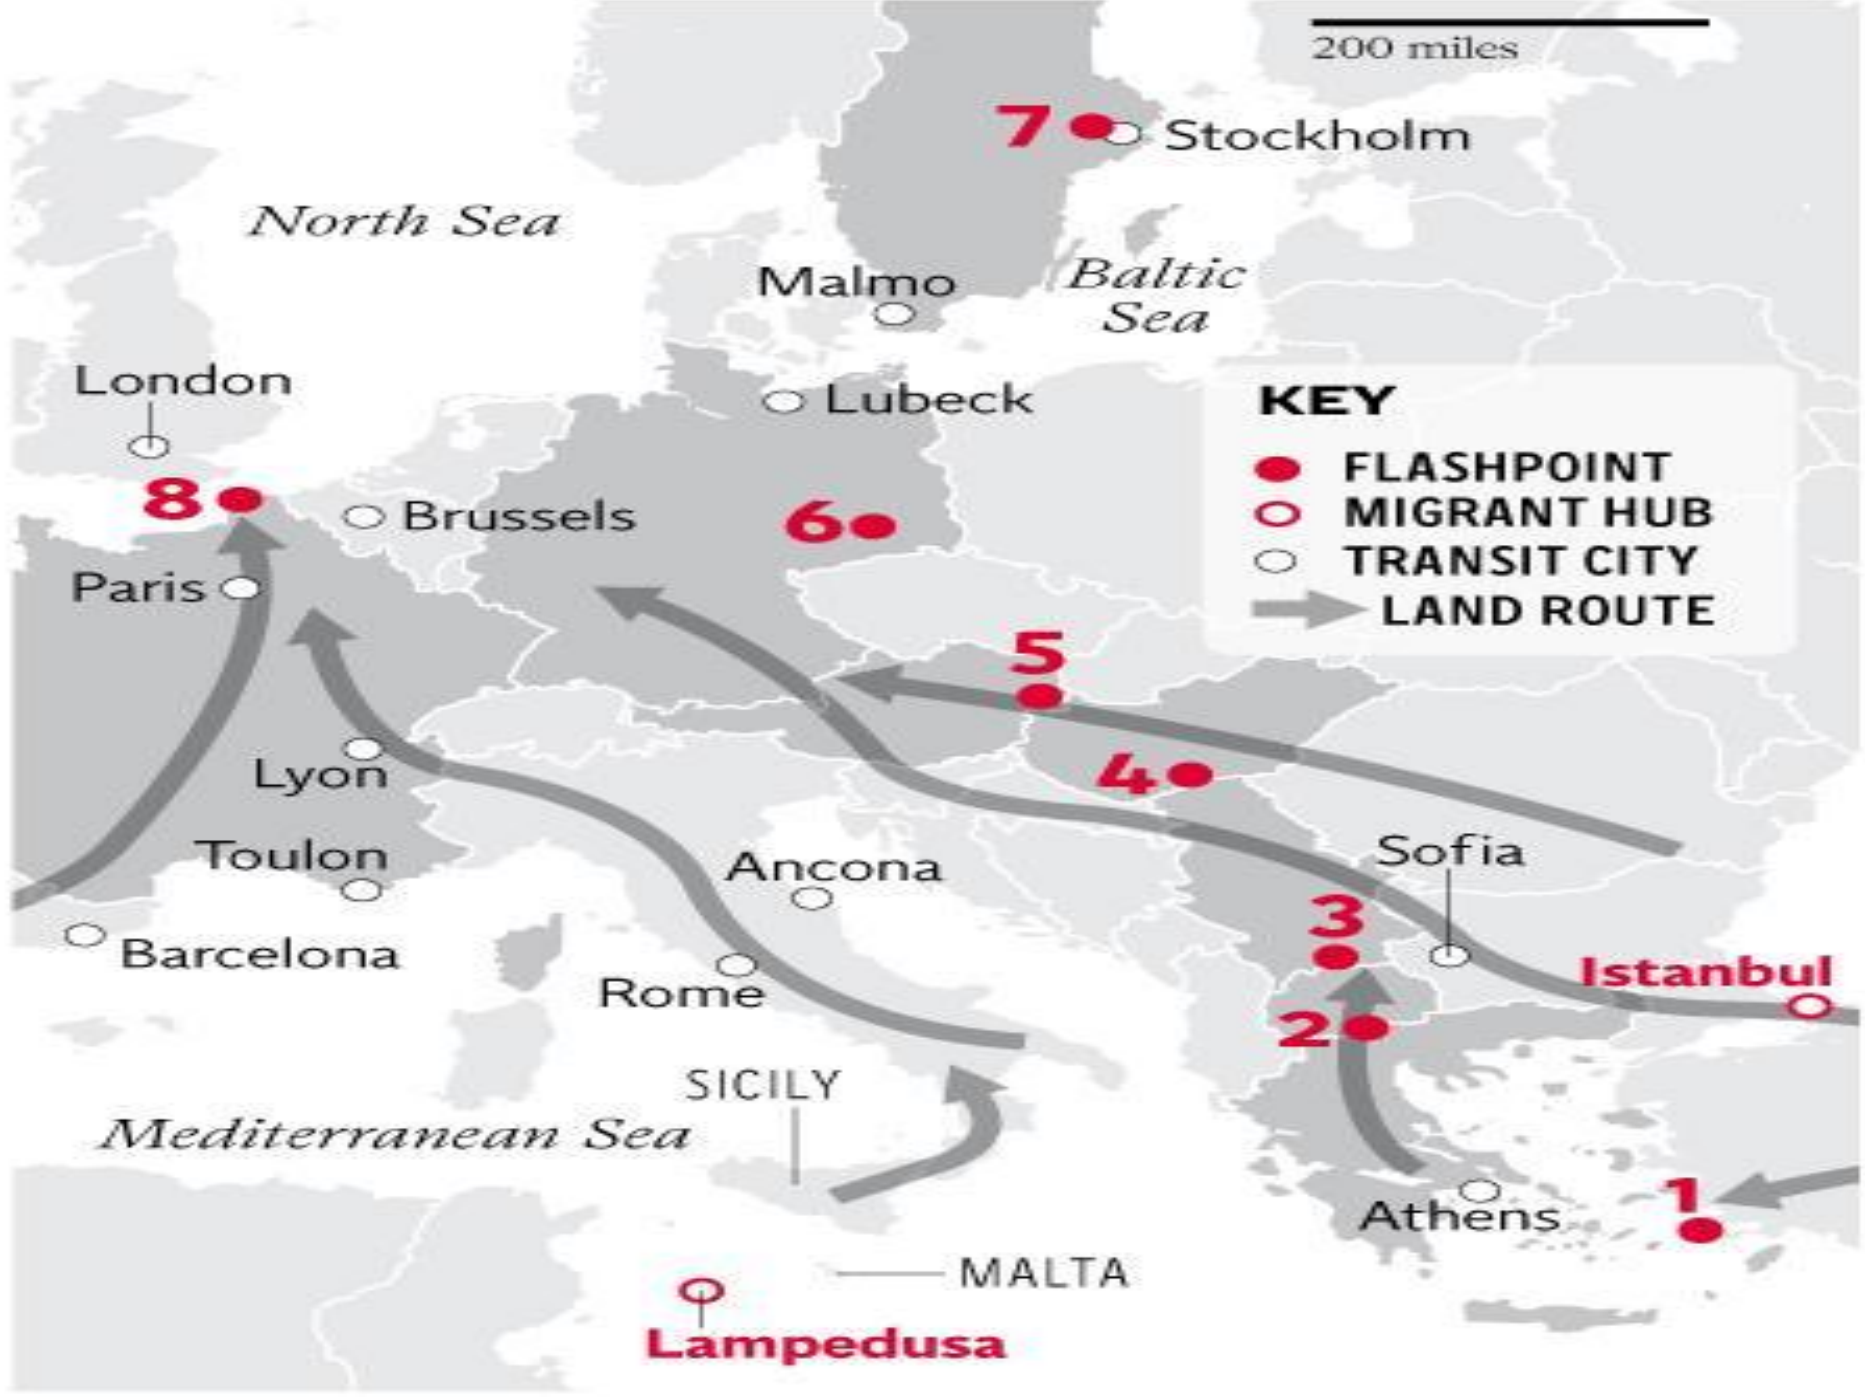 200 miles
7
Stockholm
North Sea
Malmo
Baltic
Sea
London
Lubeck
KEY
FLASHPOINT
MIGRANT HUB
TRANSIT CITY
LAND ROUTE
8
Brussels
6
Paris
5
4
Lyon
Toulon
Ancona
Sofia
3
Barcelona
Rome
Istanbul
2
SICILY
Mediterranean Sea
1
Athens
MALTA
Lampedusa